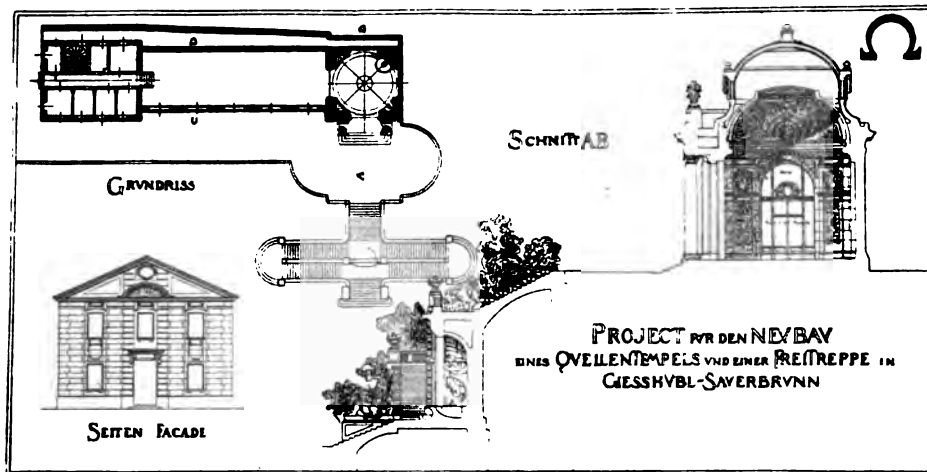 GRVNDRISS
SCHNITT AB
SEITEN FACADE
PROJECT FVR DEN NEVBAV
EINES QVELLENTEMPELS VND EINER FREITREPPE IN
GIESSHVBL-SAVERBRVNN